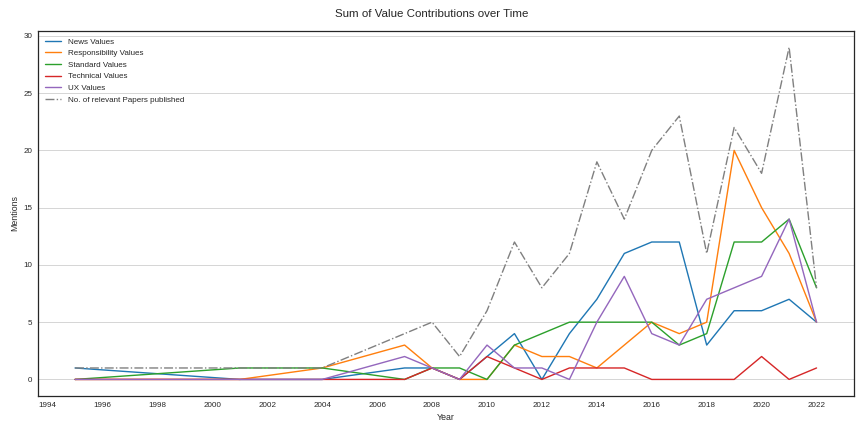 Sum of Value Contributions over Time
30
25
20
15
10
5
0
Mentions
News Values
Responsibility Values
Standard Values
Technical Values
UX Values
No. of relevant Papers published
1994 1996 1998 2000 2002 2004 2006 2008 2010 2012 2014 2016 2018 2020 2022
Year